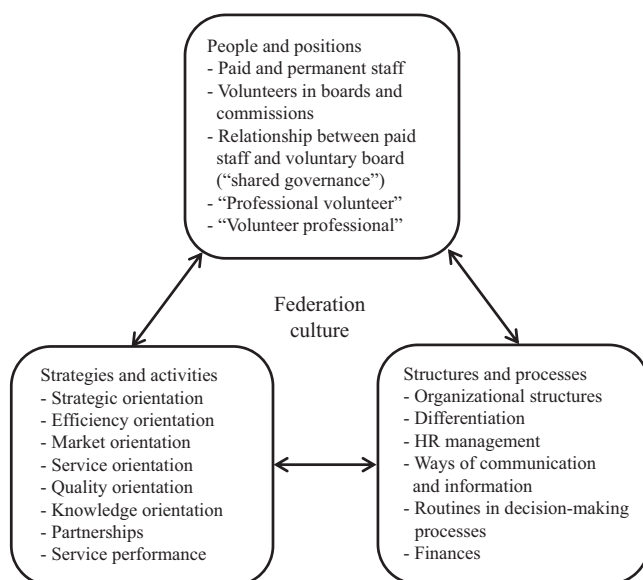 People and positions
- Paid and permanent staff
- Volunteers in boards and
commissions
- Relationship between paid
staff and voluntary board
(“shared governance”)
- “Professional volunteer”
- “Volunteer professional”
Federation
culture
Strategies and activities
- Strategic orientation
- Efficiency orientation
- Market orientation
- Service orientation
- Quality orientation
- Knowledge orientation
- Partnerships
- Service performance
Structures and processes
- Organizational structures
- Differentiation
- HR management
- Ways of communication
and information
- Routines in decision-making
processes
- Finances